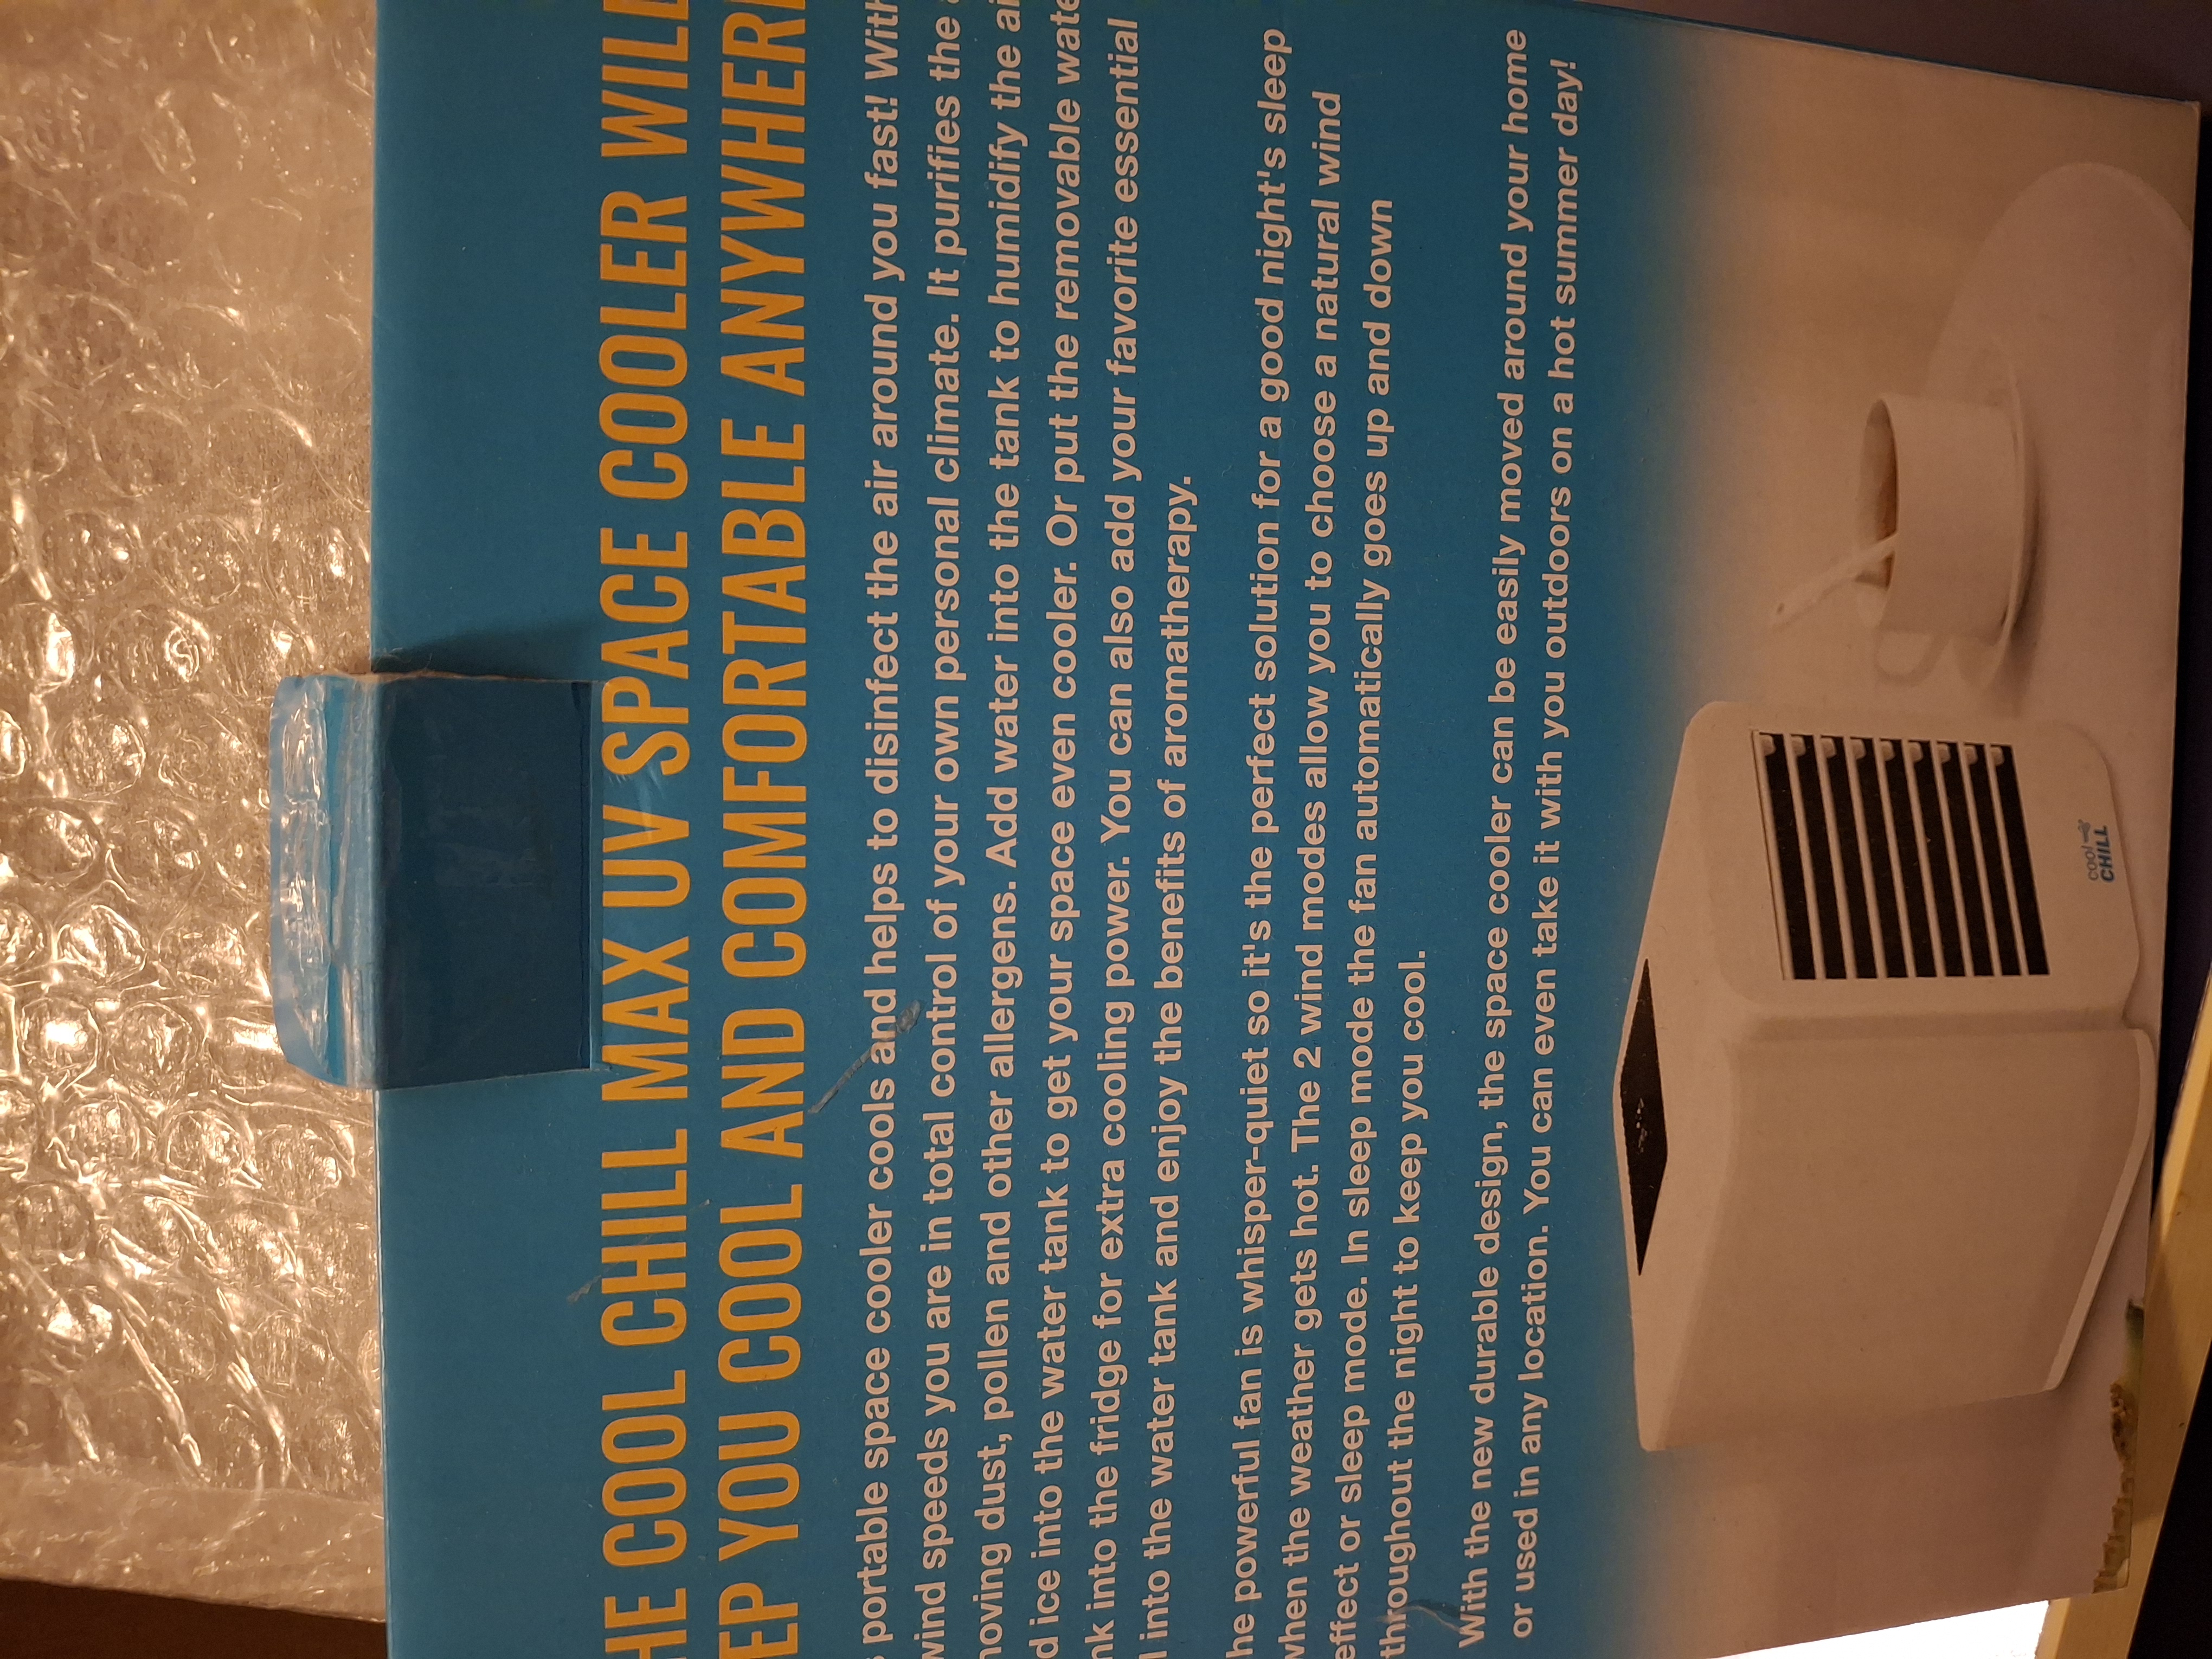 HE COOL CHILL MAX UV SPACE COOLER WILL
EP YOU COOL AND COMFORTABLE ANYWHER
portable space cooler cools and helps to disinfect the air around you fast! With
wind speeds you are in total control of your own personal climate. It purifies the
moving dust, pollen and other allergens. Add water into the tank to humidify the ai
d ice into the water tank to get your space even cooler. Or put the removable wate
nk into the fridge for extra cooling power. You can also add your favorite essential
l into the water tank and enjoy the benefits of aromatherapy.
he powerful fan is whisper-quiet so it's the perfect solution for a good night's sleep
when the weather gets hot. The 2 wind modes allow you to choose a natural wind
effect or sleep mode. In sleep mode the fan automatically goes up and down
throughout the night to keep you cool.
With the new durable design, the space cooler can be easily moved around your home
or used in any location. You can even take it with you outdoors on a hot summer day!
cool
CHILL